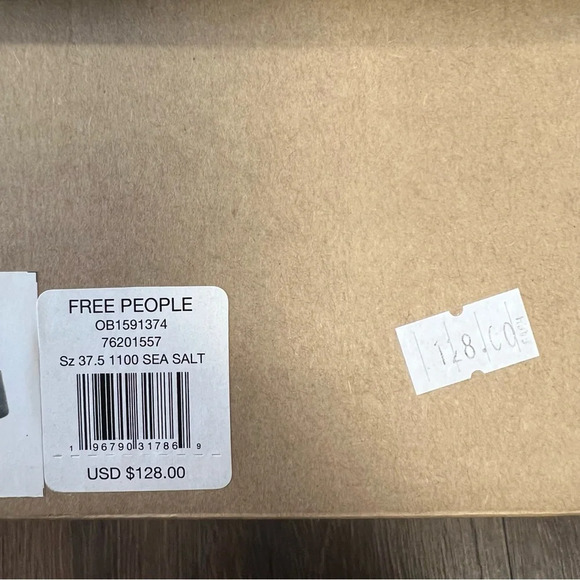 FREE PEOPLE
OB1591374
76201557
Sz 37.5 1100 SEA SALT
1 96790 31786 9
USD $128.00
128.00